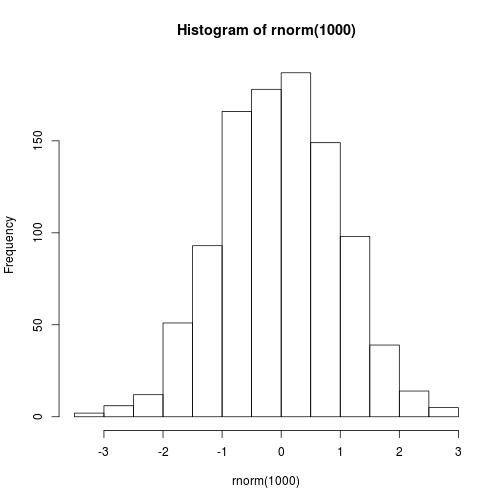 Histogram of rnorm(1000)
Frequency
150
100
50
0
-3 -2 -1 0 1 2 3
rnorm(1000)